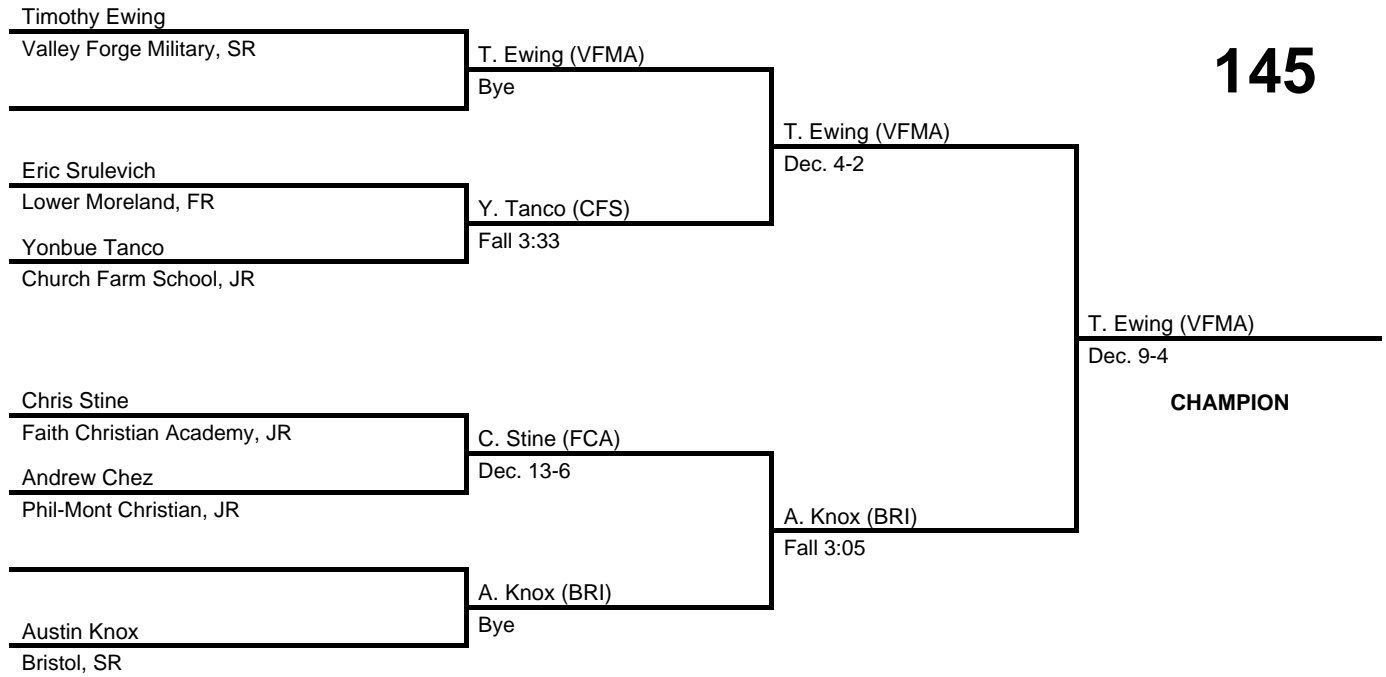 Timothy Ewing
Valley Forge Military, SR
T. Ewing (VFMA)
Bye
145
T. Ewing (VFMA)
Dec. 4-2
Eric Srulevich
Lower Moreland, FR
Y. Tanco (CFS)
Fall 3:33
Yonbue Tanco
Church Farm School, JR
T. Ewing (VFMA)
Dec. 9-4
CHAMPION
Chris Stine
Faith Christian Academy, JR
C. Stine (FCA)
Dec. 13-6
Andrew Chez
Phil-Mont Christian, JR
A. Knox (BRI)
Fall 3:05
A. Knox (BRI)
Bye
Austin Knox
Bristol, SR